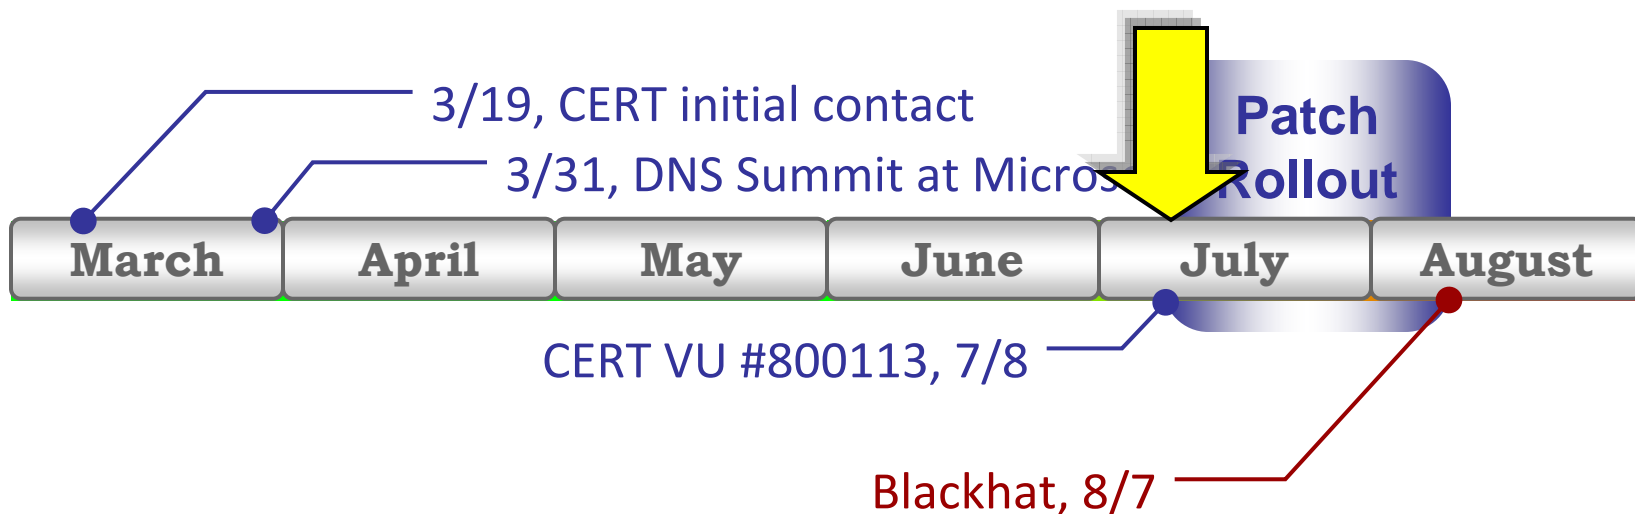 3/19, CERT initial contact
3/31, DNS Summit at Micros
Patch
Rollout
March April May June July August
CERT VU #800113, 7/8
Blackhat, 8/7